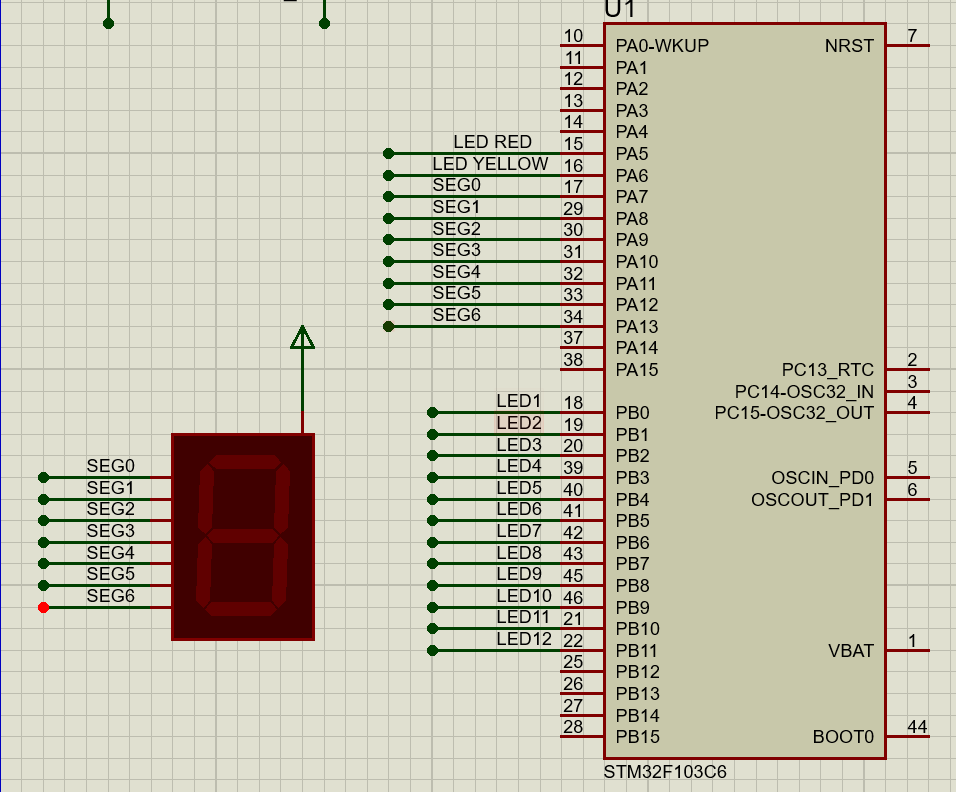 U1
10 PA0-WKUP NRST 7
11 PA1
12 PA2
13 PA3
14 PA4
LED RED 15 PA5
LED YELLOW 16 PA6
SEG0 17 PA7
SEG1 29 PA8
SEG2 30 PA9
SEG3 31 PA10
SEG4 32 PA11
SEG5 33 PA12
SEG6 34 PA13
37 PA14
38 PA15 PC13_RTC 2
PC14-OSC32_IN 3
LED1 18 PB0 PC15-OSC32_OUT 4
LED2 19 PB1
LED3 20 PB2
SEG0 LED4 39 PB3 OSCIN_PD0 5
SEG1 LED5 40 PB4 OSCOUT_PD1 6
SEG2 LED6 41 PB5
SEG3 LED7 42 PB6
SEG4 LED8 43 PB7
SEG5 LED9 45 PB8
SEG6 LED10 46 PB9
LED11 21 PB10
LED12 22 PB11 VBAT 1
25 PB12
26 PB13
27 PB14
28 PB15 BOOT0 44
STM32F103C6